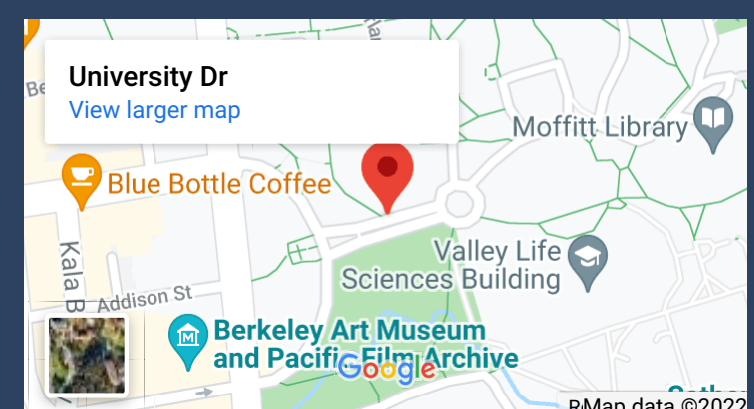 University Dr
View larger map
Moffitt Library
Blue Bottle Coffee
Valley Life
Sciences Building
Kala B
Addison St
Berkeley Art Museum
and Pacific Film Archive
Google
Map data ©2022